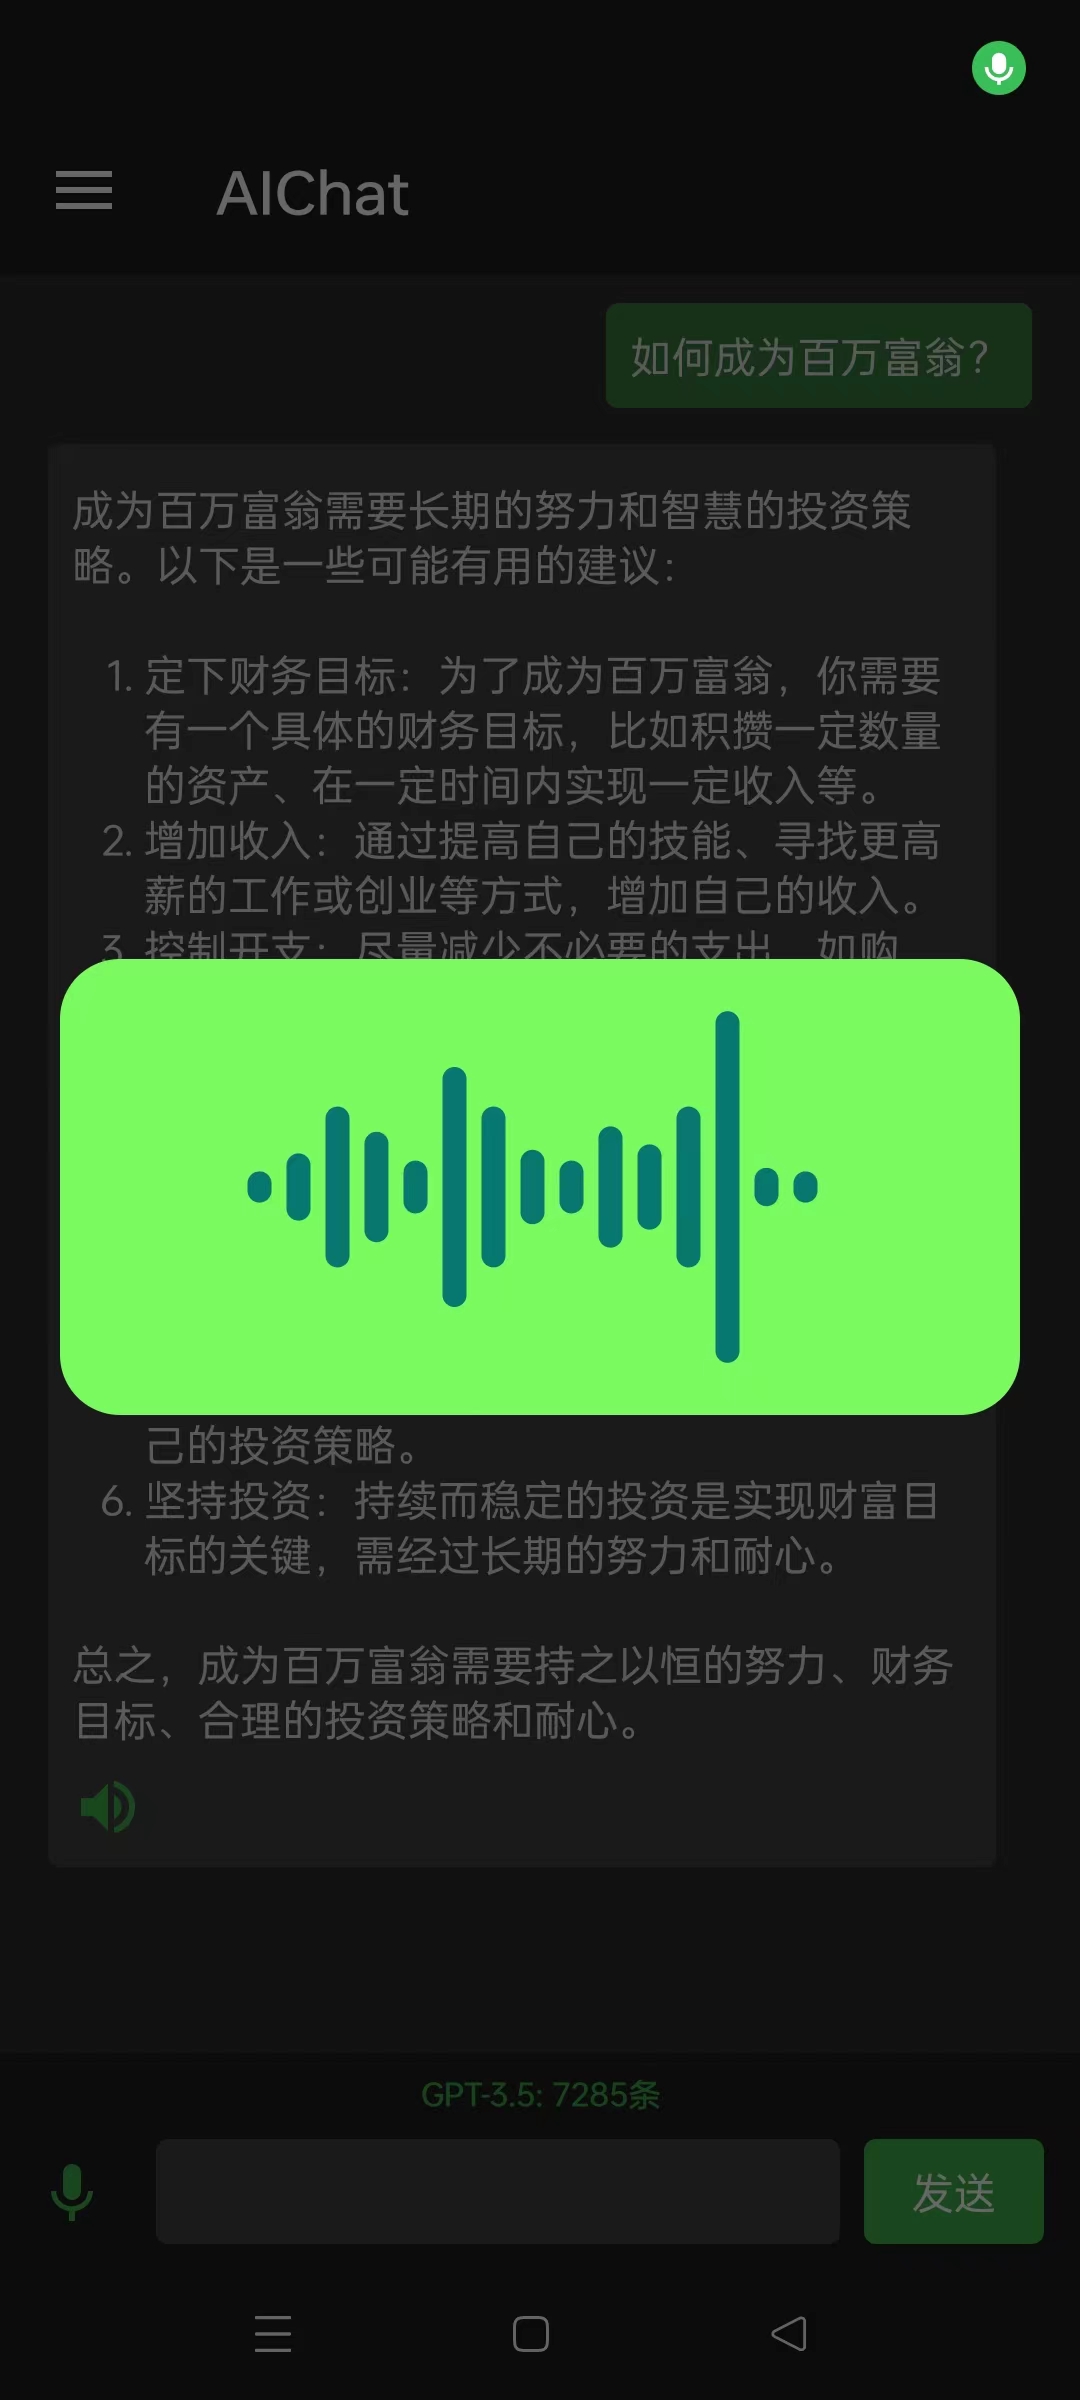 AIChat
如何成为百万富翁？
成为百万富翁需要长期的努力和智慧的投资策
略。以下是一些可能有用的建议：
1. 定下财务目标：为了成为百万富翁，你需要
有一个具体的财务目标，比如积攒一定数量
的资产、在一定时间内实现一定收入等。
2. 增加收入：通过提高自己的技能、寻找更高
薪的工作或创业等方式，增加自己的收入。
3. 控制开支：尽量减少不必要的支出，如购
己的投资策略。
6. 坚持投资：持续而稳定的投资是实现财富目
标的关键，需经过长期的努力和耐心。
总之，成为百万富翁需要持之以恒的努力、财务
目标、合理的投资策略和耐心。
GPT-3.5: 7285条
发送